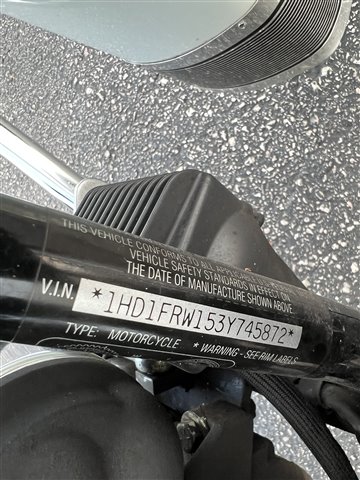 THIS VEHICLE CONFORMS TO ALL APPLICABLE
VEHICLE SAFETY STANDARDS IN EFFECT ON
THE DATE OF MANUFACTURE SHOWN ABOVE.
V.I.N. *1HD1FRW153Y745872*
TYPE: MOTORCYCLE *WARNING - SEE RIM LABELS